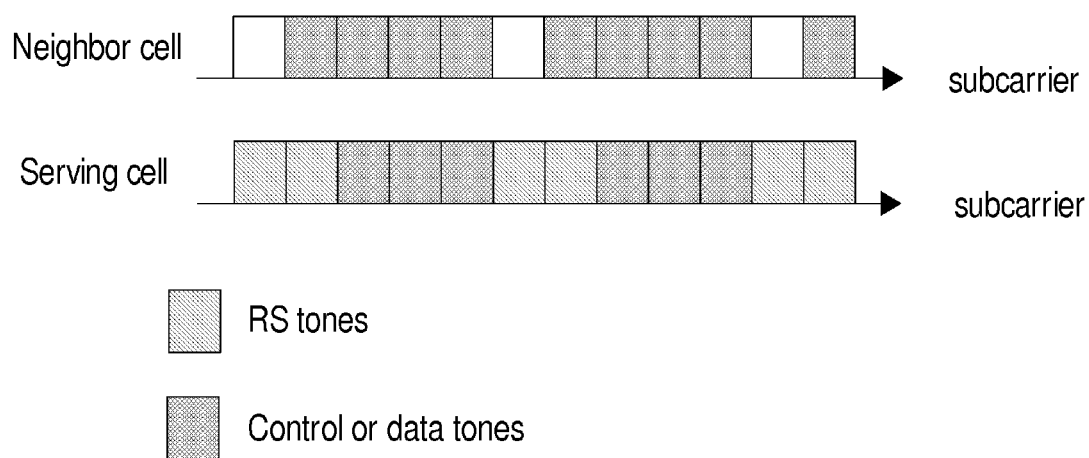 Neighbor cell
subcarrier
Serving cell
subcarrier
RS tones
Control or data tones